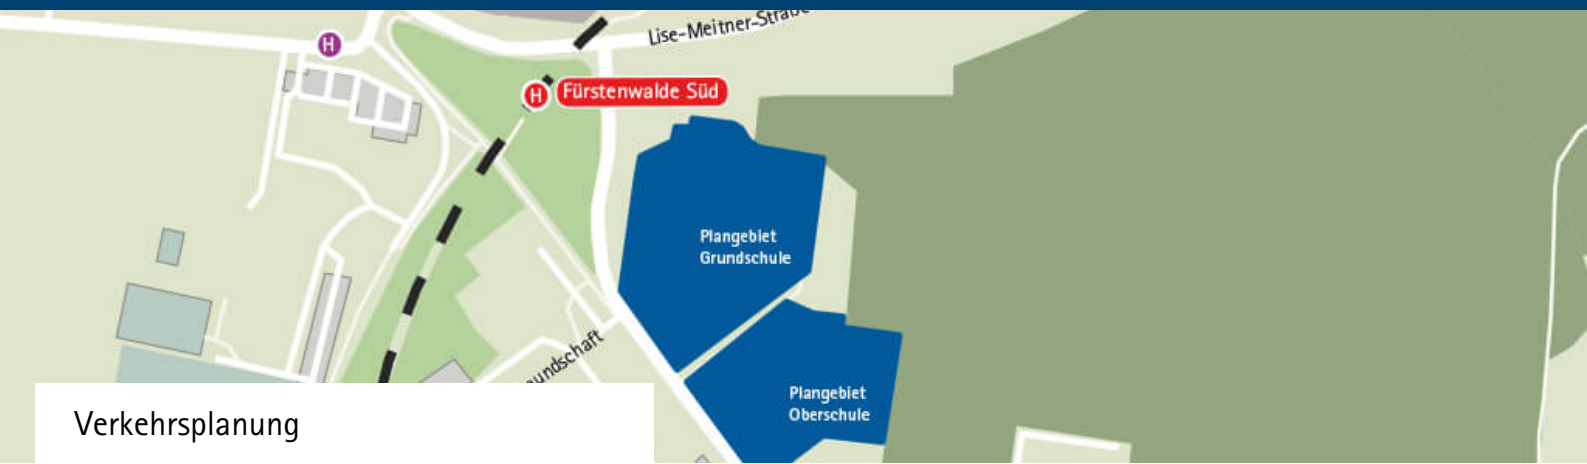 Lise-Meitner-Straße
H
H Fürstenwalde Süd
Plangebiet
Grundschule
Plangebiet
Oberschule
Verkehrsplanung